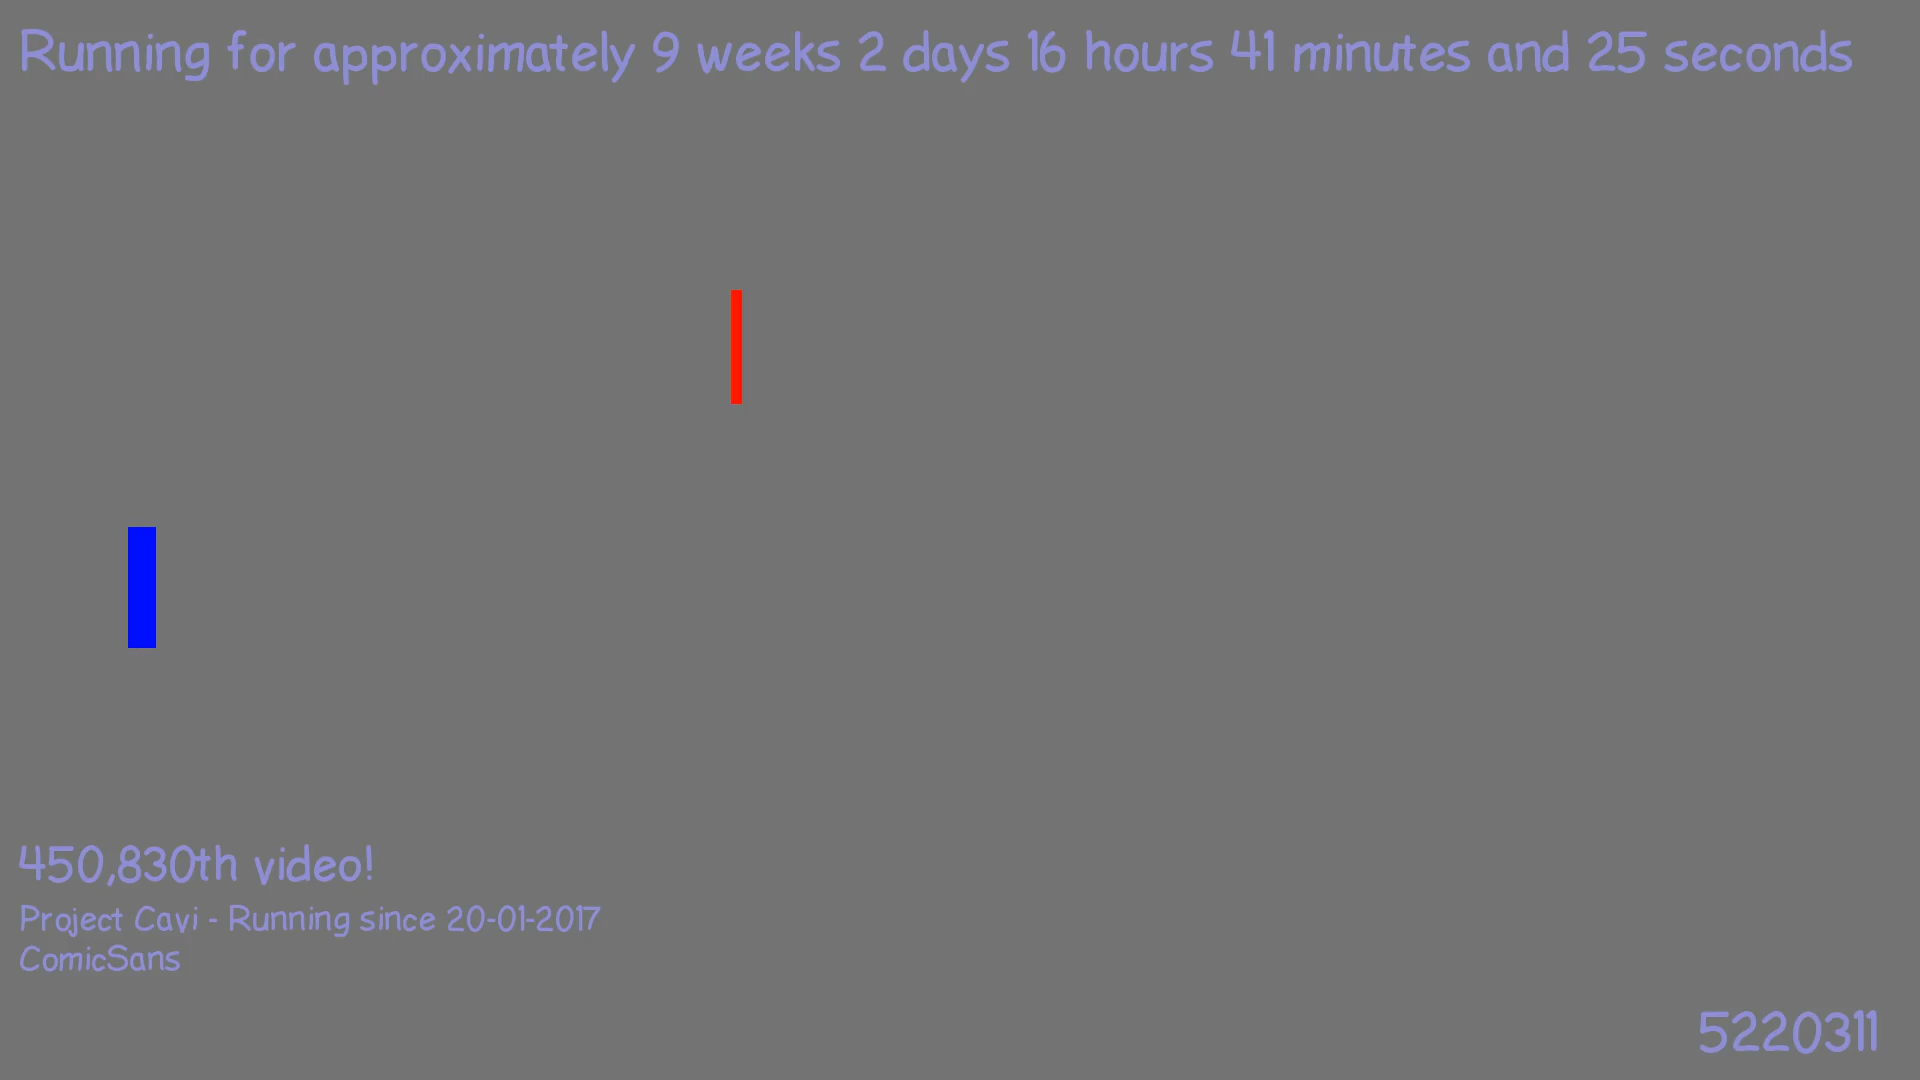 Running for approximately 9 weeks 2 days 16 hours 41 minutes and 25 seconds
450,830th video!
Project Cavi - Running since 20-01-2017
ComicSans
5220311